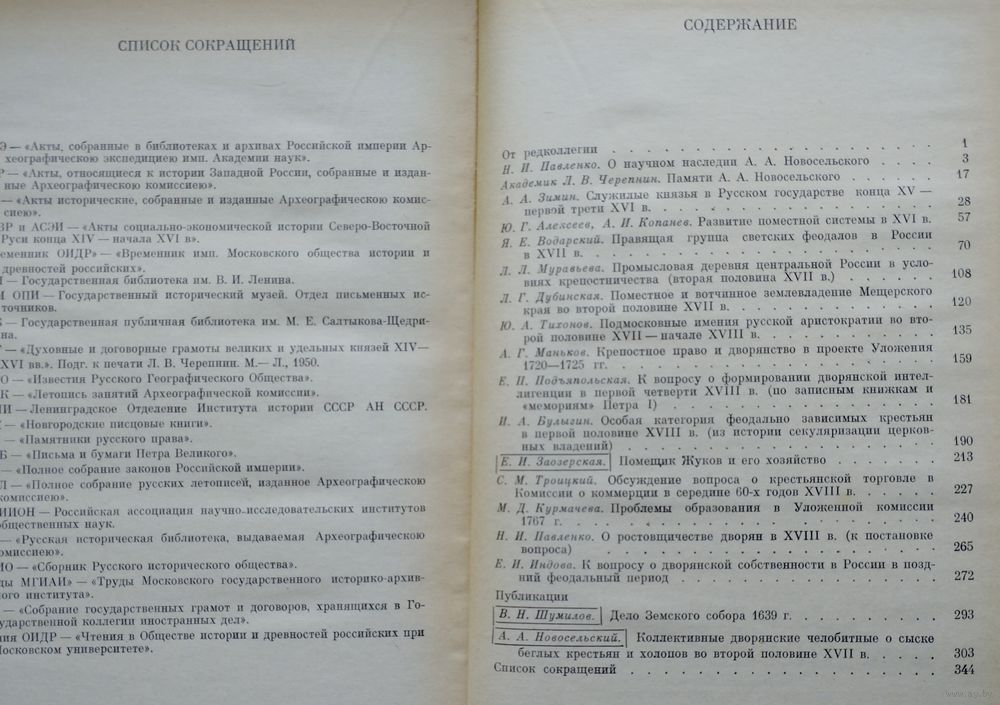 СПИСОК СОКРАЩЕНИЙ
Э — «Акты, собранные в библиотеках и архивах Российской империи Ар-
хеографическою экспедициею имп. Академии наук».
Р — «Акты, относящиеся к истории Западной России, собранные и издан-
ные Археографическою комиссиею».
— «Акты исторические, собранные и изданные Археографическою комис-
сиею».
ЗР и АСЭИ — «Акты социально-экономической истории Северо-Восточной
Руси конца XIV — начала XVI в».
ременник ОИДР» — «Временник имп. Московского общества истории и
древностей российских».
— Государственная библиотека им. В. И. Ленина.
М ОПИ — Государственный исторический музей. Отдел письменных ис-
точников.
— Государственная публичная библиотека им. М. Е. Салтыкова-Щедри-
на.
— «Духовные и договорные грамоты великих и удельных князей XIV—
XVI вв.». Подг. к печати Л. В. Черепнин. М.— Л., 1950.
О — «Известия Русского Географического Общества».
К — «Летопись занятий Археографической комиссии».
ИИ — Ленинградское Отделение Института истории СССР АН СССР.
— «Новгородские писцовые книги».
— «Памятники русского права».
Б — «Письма и бумаги Петра Великого».
— «Полное собрание законов Российской империи».
Л — «Полное собрание русских летописей, изданное Археографическою
комиссиею».
ИИОН — Российская ассоциация научно-исследовательских институтов
общественных наук.
— «Русская историческая библиотека, выдаваемая Археографическою
комиссиею».
ИО — «Сборник Русского исторического общества».
ды МГИАИ» — «Труды Московского государственного историко-архив-
ного института».
— «Собрание государственных грамот и договоров, хранящихся в Го-
сударственной коллегии иностранных дел».
ния ОИДР — «Чтения в Обществе истории и древностей российских при
Московском университете».
СОДЕРЖАНИЕ
От редколлегии 1
Н. И. Павленко. О научном наследии А. А. Новосельского 3
Академик Л. В. Черепнин. Памяти А. А. Новосельского 17
А. А. Зимин. Служилые князья в Русском государстве конца XV —
первой трети XVI в. 28
Ю. Г. Алексеев, А. И. Копанев. Развитие поместной системы в XVI в. 57
Я. Е. Водарский. Правящая группа светских феодалов в России
в XVII в. 70
Л. Л. Муравьева. Промысловая деревня центральной России в усло-
виях крепостничества (вторая половина XVII в.) 108
Л. Г. Дубинская. Поместное и вотчинное землевладение Мещерского
края во второй половине XVII в. 120
Ю. А. Тихонов. Подмосковные имения русской аристократии во вто-
рой половине XVII — начале XVIII в. 135
А. Г. Маньков. Крепостное право и дворянство в проекте Уложения
1720—1725 гг. 159
Е. П. Подъяпольская. К вопросу о формировании дворянской интел-
лигенции в первой четверти XVIII в. (по записным книжкам и
«мемориям» Петра I) 181
И. А. Булыгин. Особая категория феодально зависимых крестьян
в первой половине XVIII в. (из истории секуляризации церков-
ных владений) 190
Е. И. Заозерская. Помещик Жуков и его хозяйство 213
С. М. Троицкий. Обсуждение вопроса о крестьянской торговле в
Комиссии о коммерции в середине 60-х годов XVIII в. 227
М. Д. Курмачева. Проблемы образования в Уложенной комиссии
1767 г. 240
Н. И. Павленко. О ростовщичестве дворян в XVIII в. (к постановке
вопроса) 265
Е. И. Индова. К вопросу о дворянской собственности в России в позд-
ний феодальный период 272
Публикации
В. Н. Шумилов. Дело Земского собора 1639 г. 293
А. А. Новосельский. Коллективные дворянские челобитные о сыске
беглых крестьян и холопов во второй половине XVII в. 303
Список сокращений 344
www.ay.by